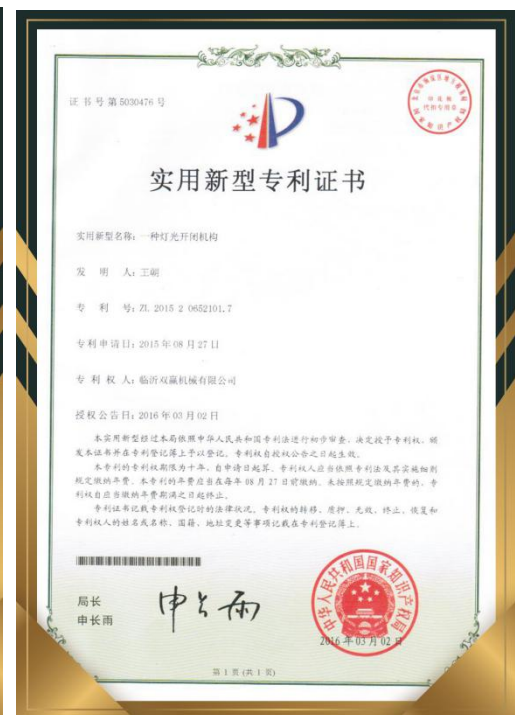 证书号第5030476号
实用新型专利证书
实用新型名称:一种灯光开闭机构
发 明 人:王朝
专 利 号:ZL 2015 2 0652101.7
专利申请日:2015年08月27日
专 利 权 人:临沂双赢机械有限公司
授权公告日:2016年03月02日
本实用新型经过本局依照中华人民共和国专利法进行初步审查,决定授予专利权,颁
发本证书并在专利登记簿上予以登记。专利权自授权公告之日起生效。
本专利的专利权期限为十年,自申请日起算。专利权人应当依照专利法及其实施细则
规定缴纳年费。本专利的年费应当在每年08月27日前缴纳。未按照规定缴纳年费的,专
利权自应当缴纳年费期满之日起终止。
专利证书记载专利权登记时的法律状况。专利权的转移、质押、无效、终止、恢复和
专利权人的姓名或名称、国籍、地址变更等事项记载在专利登记簿上。
局长
申长雨
申长雨
中华人民共和国国家知识产权局
2016年03月02日
第1页(共1页)